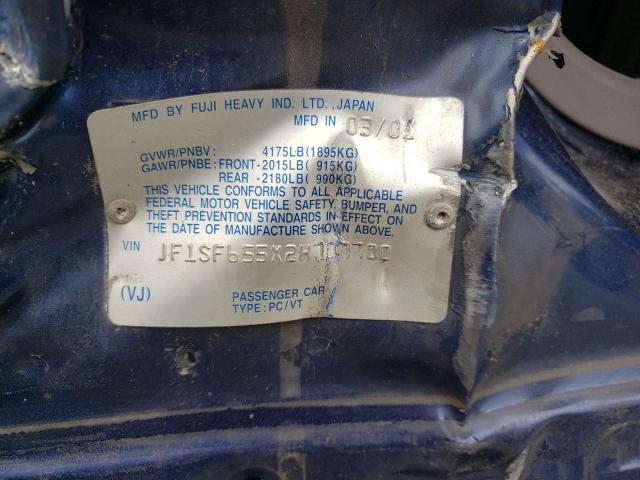 MFD BY FUJI HEAVY IND. LTD.,JAPAN
MFD IN 03/01
GVWR/PNBV: 4175LB(1895KG)
GAWR/PNBE:FRONT-2015LB( 915KG)
REAR -2180LB( 990KG)
THIS VEHICLE CONFORMS TO ALL APPLICABLE
FEDERAL MOTOR VEHICLE SAFETY, BUMPER, AND
THEFT PREVENTION STANDARDS IN EFFECT ON
THE DATE OF MANUFACTURE SHOWN ABOVE.
VIN
(VJ) PASSENGER CAR
TYPE:PC/VT